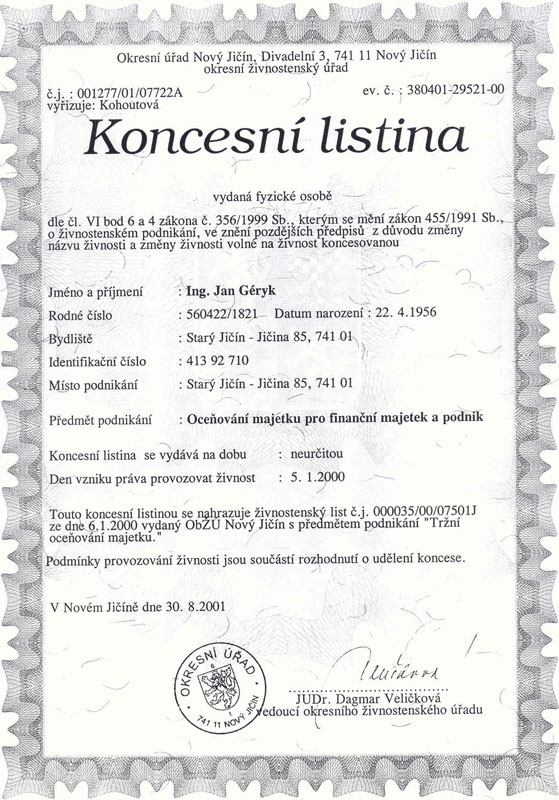 Okresní úřad Nový Jičín, Divadelní 3, 741 11 Nový Jičín
okresní živnostenský úřad
č.j. : 001277/01/07722A
ev. č. : 380401-29521-00
vyřizuje: Kohoutová
Koncesní listina
vydaná fyzické osobě
dle čl. VI bod 6 a 4 zákona č. 356/1999 Sb., kterým se mění zákon 455/1991 Sb.,
o živnostenském podnikání, ve znění pozdějších předpisů z důvodu změny
názvu živnosti a změny živnosti volné na živnost koncesovanou
Jméno a příjmení : Ing. Jan Géryk
Rodné číslo : 560422/1821 Datum narození : 22. 4.1956
Bydliště : Starý Jičín - Jičina 85, 741 01
Identifikační číslo : 413 92 710
Místo podnikání : Starý Jičín - Jičina 85, 741 01
Předmět podnikání : Oceňování majetku pro finanční majetek a podnik
Koncesní listina se vydává na dobu : neurčitou
Den vzniku práva provozovat živnost : 5. 1.2000
Touto koncesní listinou se nahrazuje živnostenský list č.j. 000035/00/07501J
ze dne 6.1.2000 vydaný ObŽÚ Nový Jičín s předmětem podnikání "Tržní
oceňování majetku."
Podmínky provozování živnosti jsou součástí rozhodnutí o udělení koncese.
V Novém Jičíně dne 30. 8.2001
OKRESNÍ ÚŘAD
741 11 NOVÝ JIČÍN
JUDr. Dagmar Veličková
vedoucí okresního živnostenského úřadu